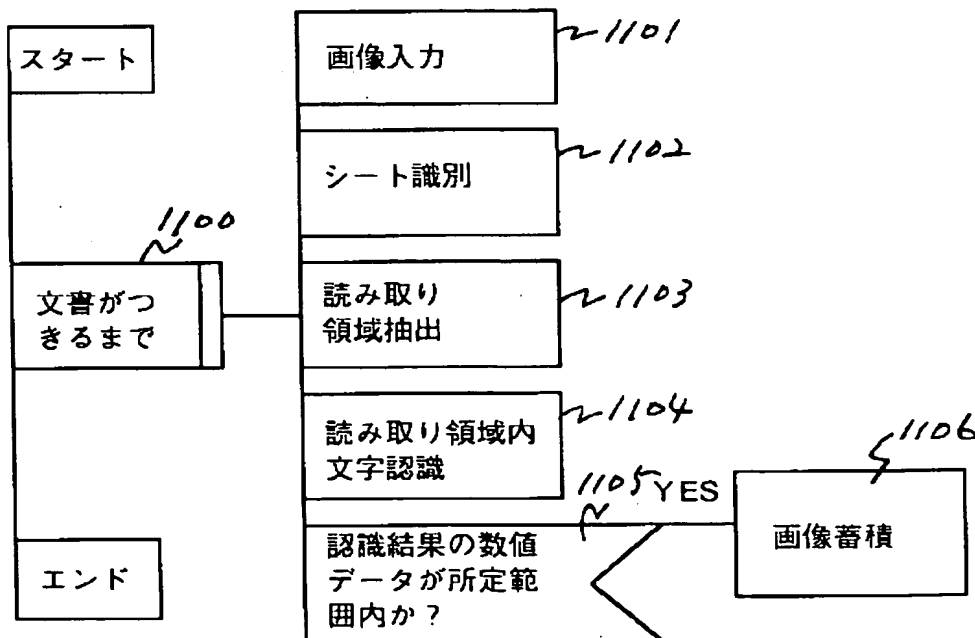 スタート
1100
文書がつ
きるまで
エンド
画像入力
1101
シート識別
1102
読み取り
領域抽出
1103
読み取り領域内
文字認識
1104
認識結果の数値
データが所定範
囲内か？
1105
YES
画像蓄積
1106